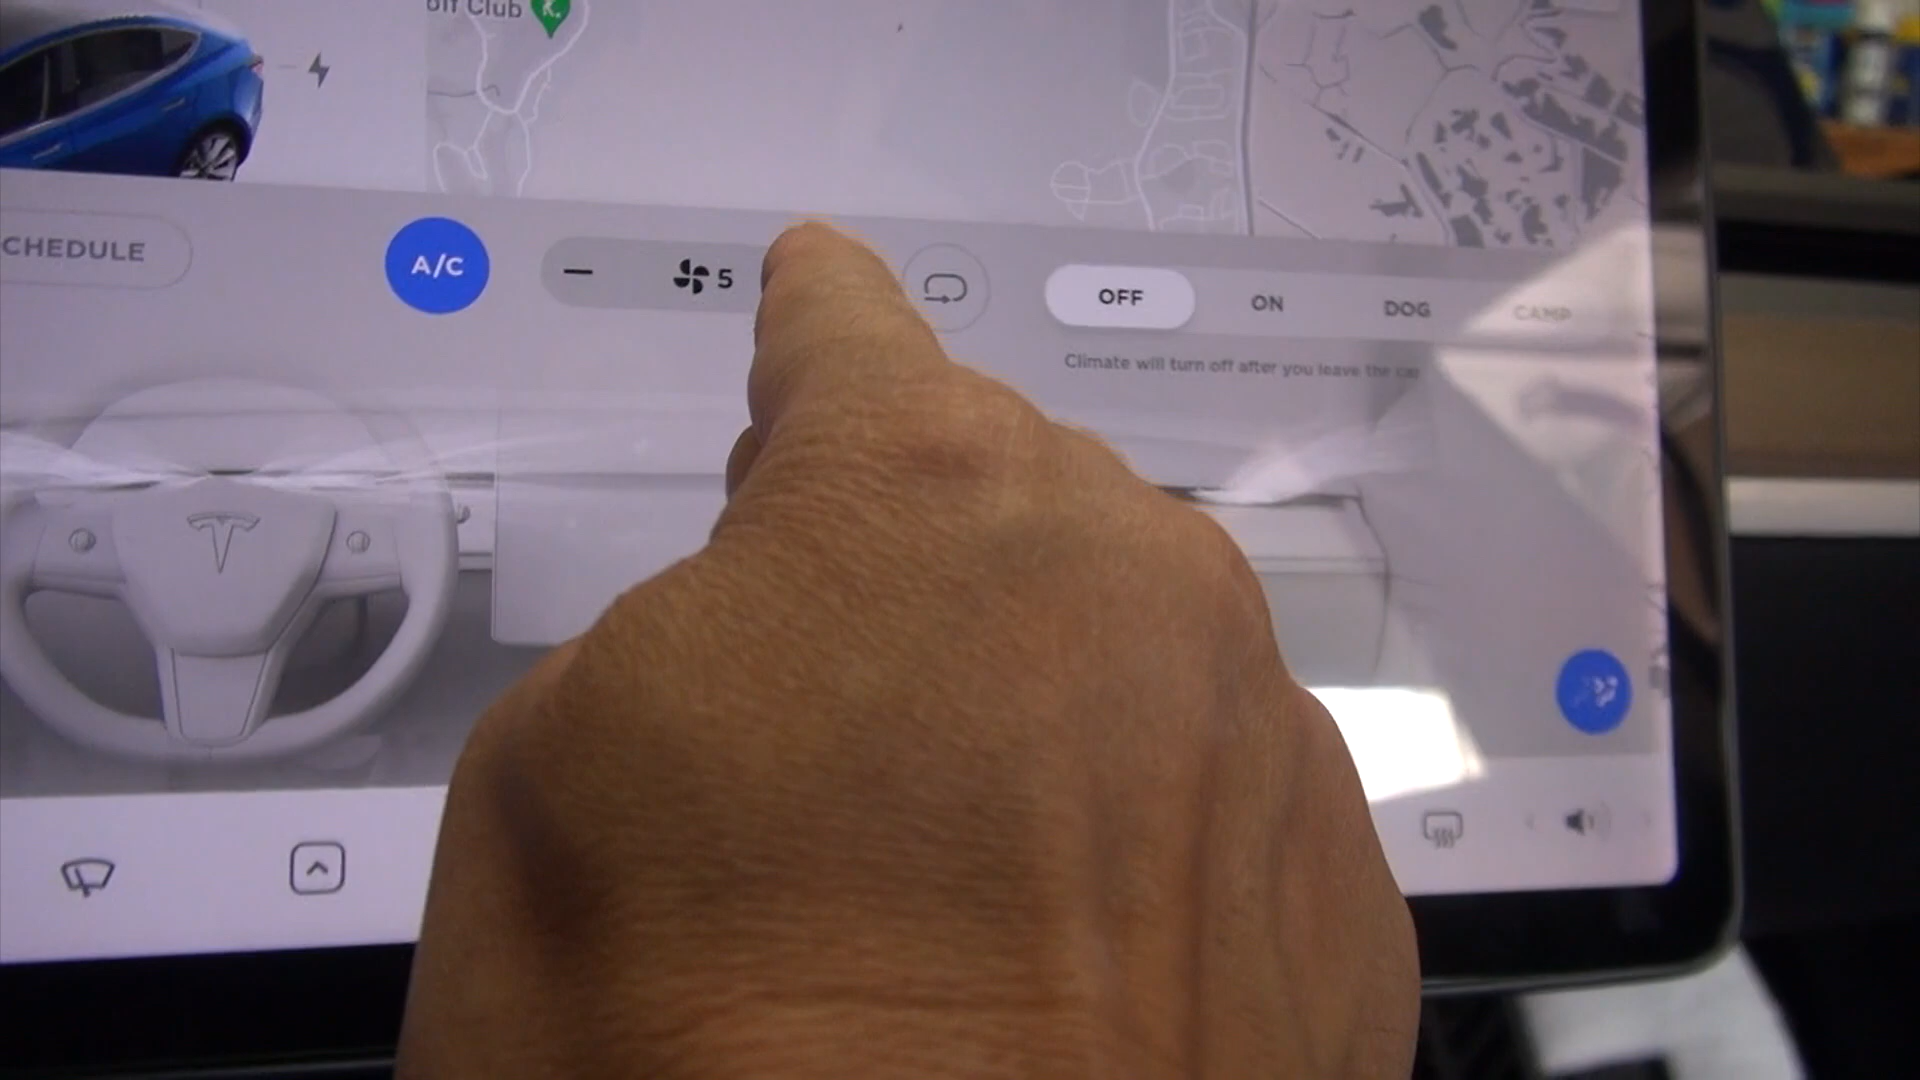 olf Club
K.
CHEDULE
A/C
5
OFF
ON
DOG
CAMP
Climate will turn off after you leave the car